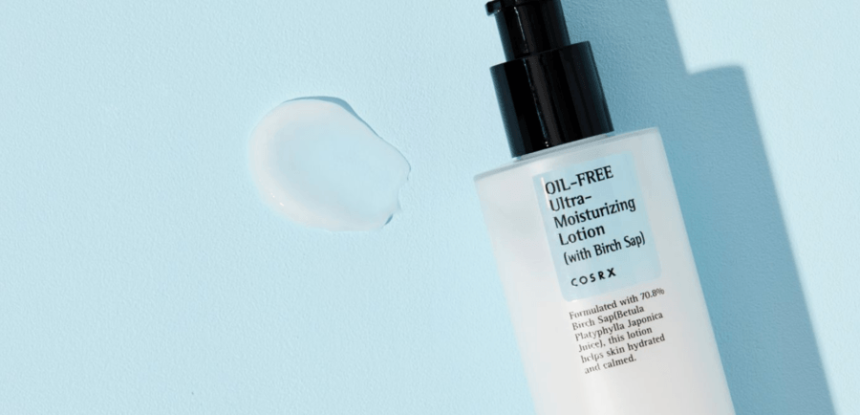 OIL-FREE
Ultra-
Moisturizing
Lotion
(with Birch Sap)
COSRX
Formulated with 70.8%
Birch Sap(Betula
Platyphylla Japonica
Juice), this lotion
helps skin hydrated
and calmed.